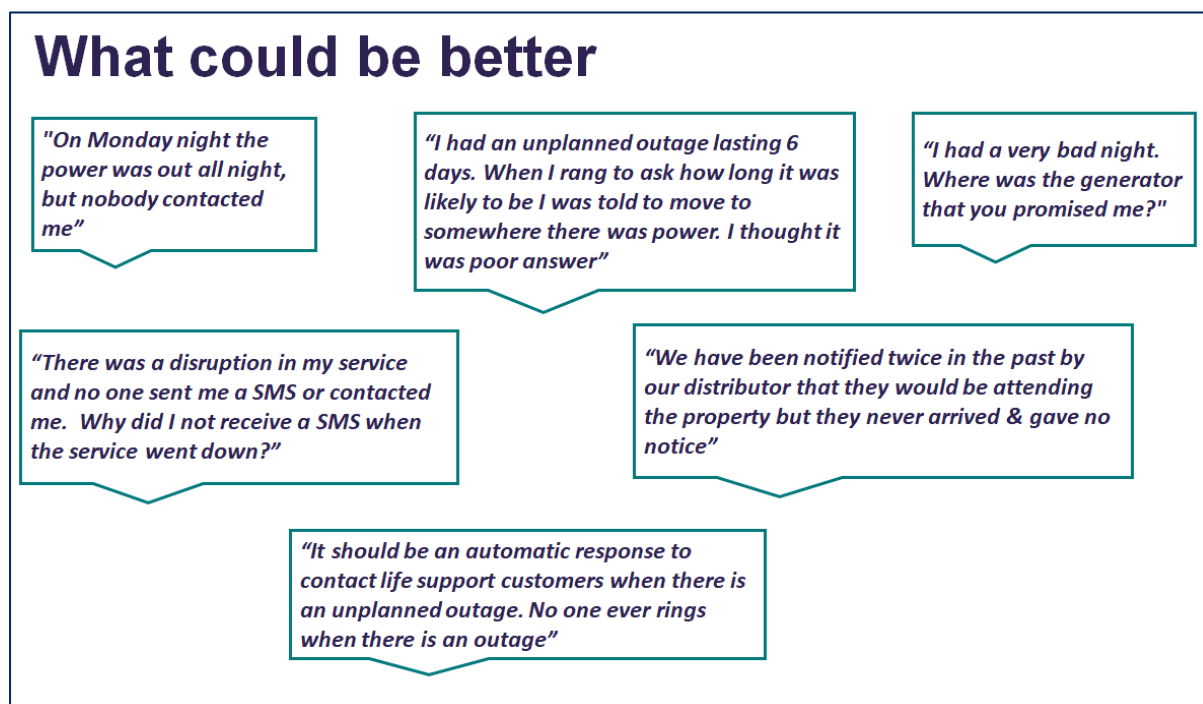 What could be better
"On Monday night the
power was out all night,
but nobody contacted
me”
“I had an unplanned outage lasting 6
days. When I rang to ask how long it was
likely to be I was told to move to
somewhere there was power. I thought it
was poor answer”
“I had a very bad night.
Where was the generator
that you promised me?"
“There was a disruption in my service
and no one sent me a SMS or contacted
me.  Why did I not receive a SMS when
the service went down?”
“We have been notified twice in the past by
our distributor that they would be attending
the property but they never arrived & gave no
notice”
“It should be an automatic response to
contact life support customers when there is
an unplanned outage. No one ever rings
when there is an outage”